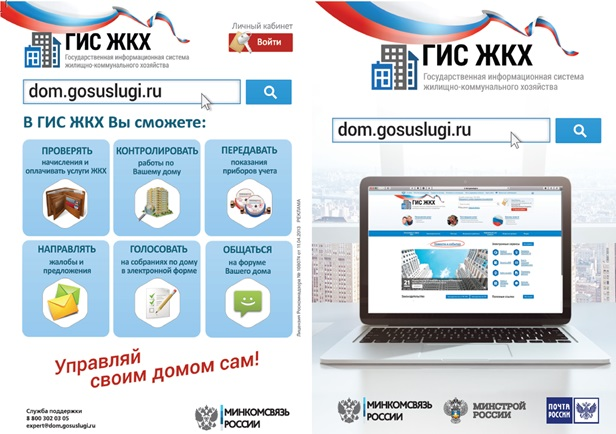 Личный кабинет
Войти
ГИС ЖКХ
Государственная информационная система
жилищно-коммунального хозяйства
dom.gosuslugi.ru
В ГИС ЖКХ Вы сможете:
ПРОВЕРЯТЬ
начисления и
оплачивать услуги ЖКХ
КОНТРОЛИРОВАТЬ
работы по
Вашему дому
ПЕРЕДАВАТЬ
показания
приборов учета
НАПРАВЛЯТЬ
жалобы и
предложения
ГОЛОСОВАТЬ
на собраниях по дому
в электронной форме
ОБЩАТЬСЯ
на форуме
Вашего дома
Управляй
своим домом сам!
Служба поддержки
8 800 302 03 05
expert@dom.gosuslugi.ru
МИНКОМСВЯЗЬ
РОССИИ
ГИС ЖКХ
Государственная информационная система
жилищно-коммунального хозяйства
dom.gosuslugi.ru
ГИС ЖКХ
21
МИНКОМСВЯЗЬ
РОССИИ
МИНСТРОЙ
РОССИИ
ПОЧТА
РОССИИ